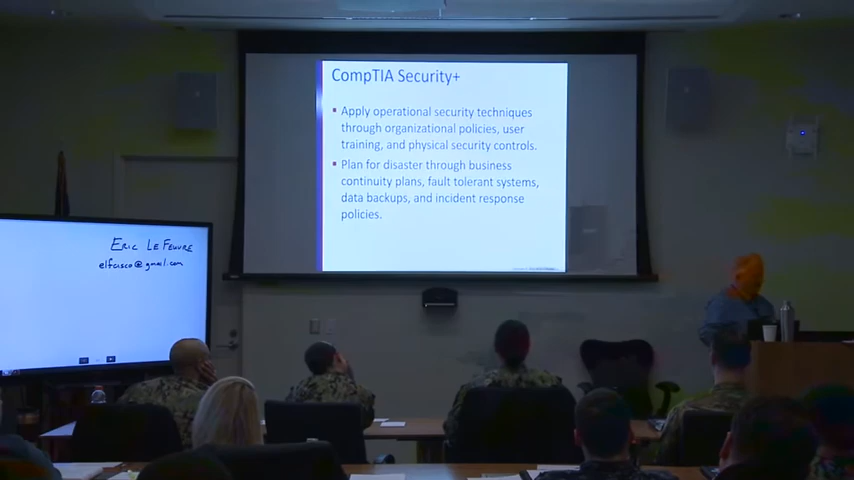 CompTIA Security+
Apply operational security techniques
through organizational policies, user
training, and physical security controls.
Plan for disaster through business
continuity plans, fault tolerant systems,
data backups, and incident response
policies.
Eric LeFeuvre
elfcisco@gmail.com